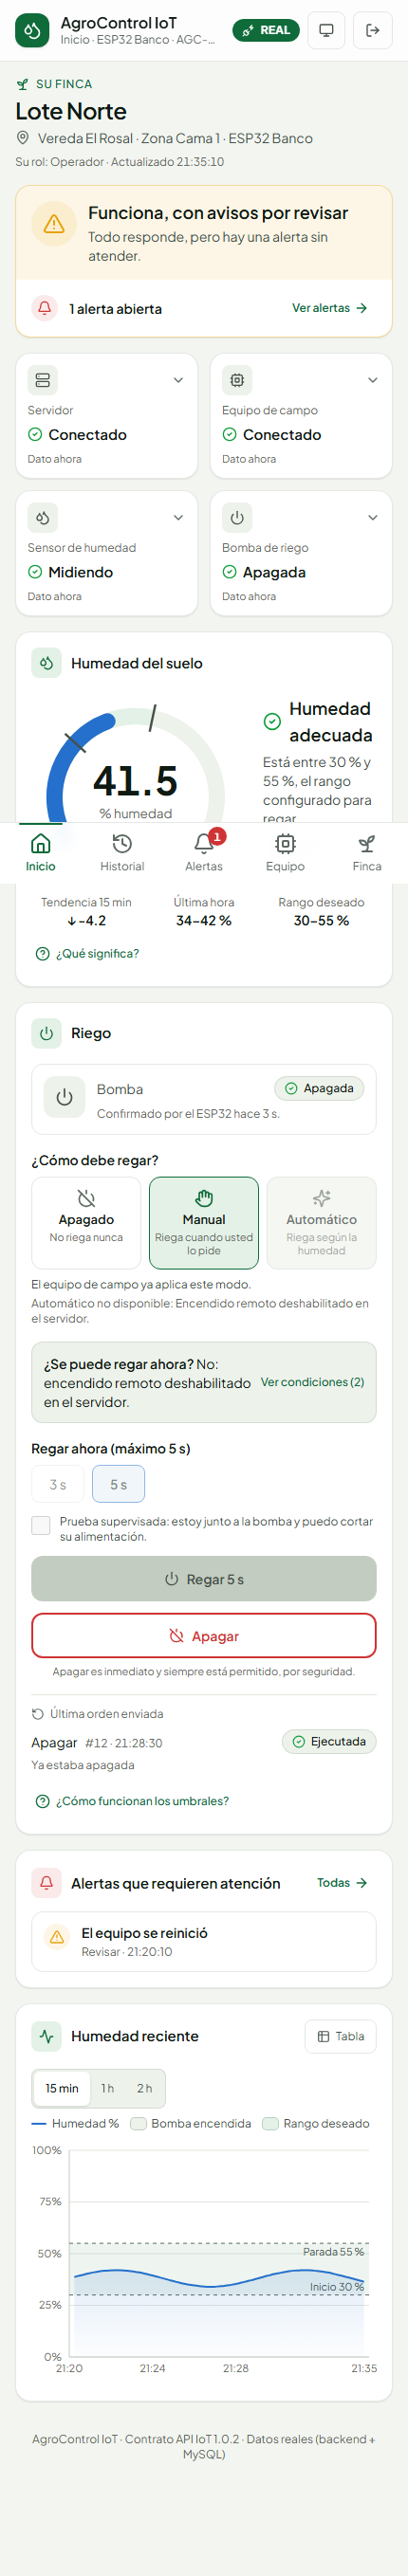 AgroControl IoT
Inicio · ESP32 Banco · AGC-...
REAL
SU FINCA
Lote Norte
Vereda El Rosal · Zona Cama 1 · ESP32 Banco
Su rol: Operador · Actualizado 21:35:10
Funciona, con avisos por revisar
Todo responde, pero hay una alerta sin
atender.
1 alerta abierta
Ver alertas
Servidor
Conectado
Dato ahora
Equipo de campo
Conectado
Dato ahora
Sensor de humedad
Midiendo
Dato ahora
Bomba de riego
Apagada
Dato ahora
Humedad del suelo
41.5
% humedad
Humedad
adecuada
Está entre 30 % y
55 %, el rango
configurado para
regar.
Inicio
Historial
1
Alertas
Equipo
Finca
Tendencia 15 min
↓ -4.2
Última hora
34–42 %
Rango deseado
30–55 %
¿Qué significa?
Riego
Bomba
Apagada
Confirmado por el ESP32 hace 3 s.
¿Cómo debe regar?
Apagado
No riega nunca
Manual
Riega cuando usted
lo pide
Automático
Riega según la
humedad
El equipo de campo ya aplica este modo.
Automático no disponible: Encendido remoto deshabilitado en
el servidor.
¿Se puede regar ahora? No:
encendido remoto deshabilitado
en el servidor.
Ver condiciones (2)
Regar ahora (máximo 5 s)
3 s
5 s
Prueba supervisada: estoy junto a la bomba y puedo cortar
su alimentación.
Regar 5 s
Apagar
Apagar es inmediato y siempre está permitido, por seguridad.
Última orden enviada
Apagar #12 · 21:28:30
Ejecutada
Ya estaba apagada
¿Cómo funcionan los umbrales?
Alertas que requieren atención
Todas
El equipo se reinició
Revisar · 21:20:10
Humedad reciente
Tabla
15 min
1 h
2 h
Humedad %
Bomba encendida
Rango deseado
100%
75%
50%
25%
0%
Parada 55 %
Inicio 30 %
21:20
21:24
21:28
21:35
AgroControl IoT · Contrato API IoT 1.0.2 · Datos reales (backend +
MySQL)